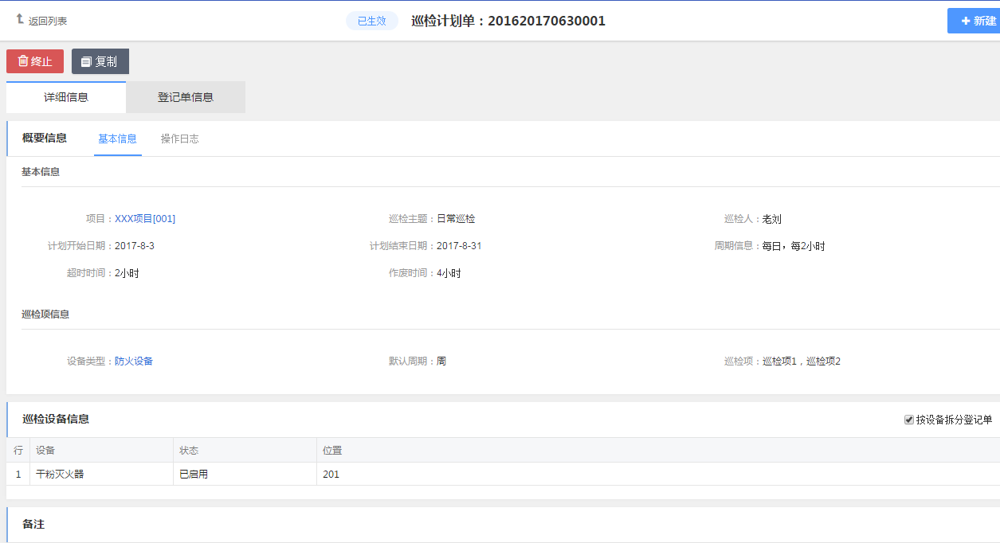 返回列表
已生效 巡检计划单：201620170630001
新建
终止 复制
详细信息 登记单信息
概要信息 基本信息 操作日志
基本信息
项目：XXX项目[001] 巡检主题：日常巡检 巡检人：老刘
计划开始日期：2017-8-3 计划结束日期：2017-8-31 周期信息：每日，每2小时
超时时间：2小时 作废时间：4小时
巡检项信息
设备类型：防火设备 默认周期：周 巡检项：巡检项1，巡检项2
巡检设备信息 按设备拆分登记单
行 设备 状态 位置
1 干粉灭火器 已启用 201
备注